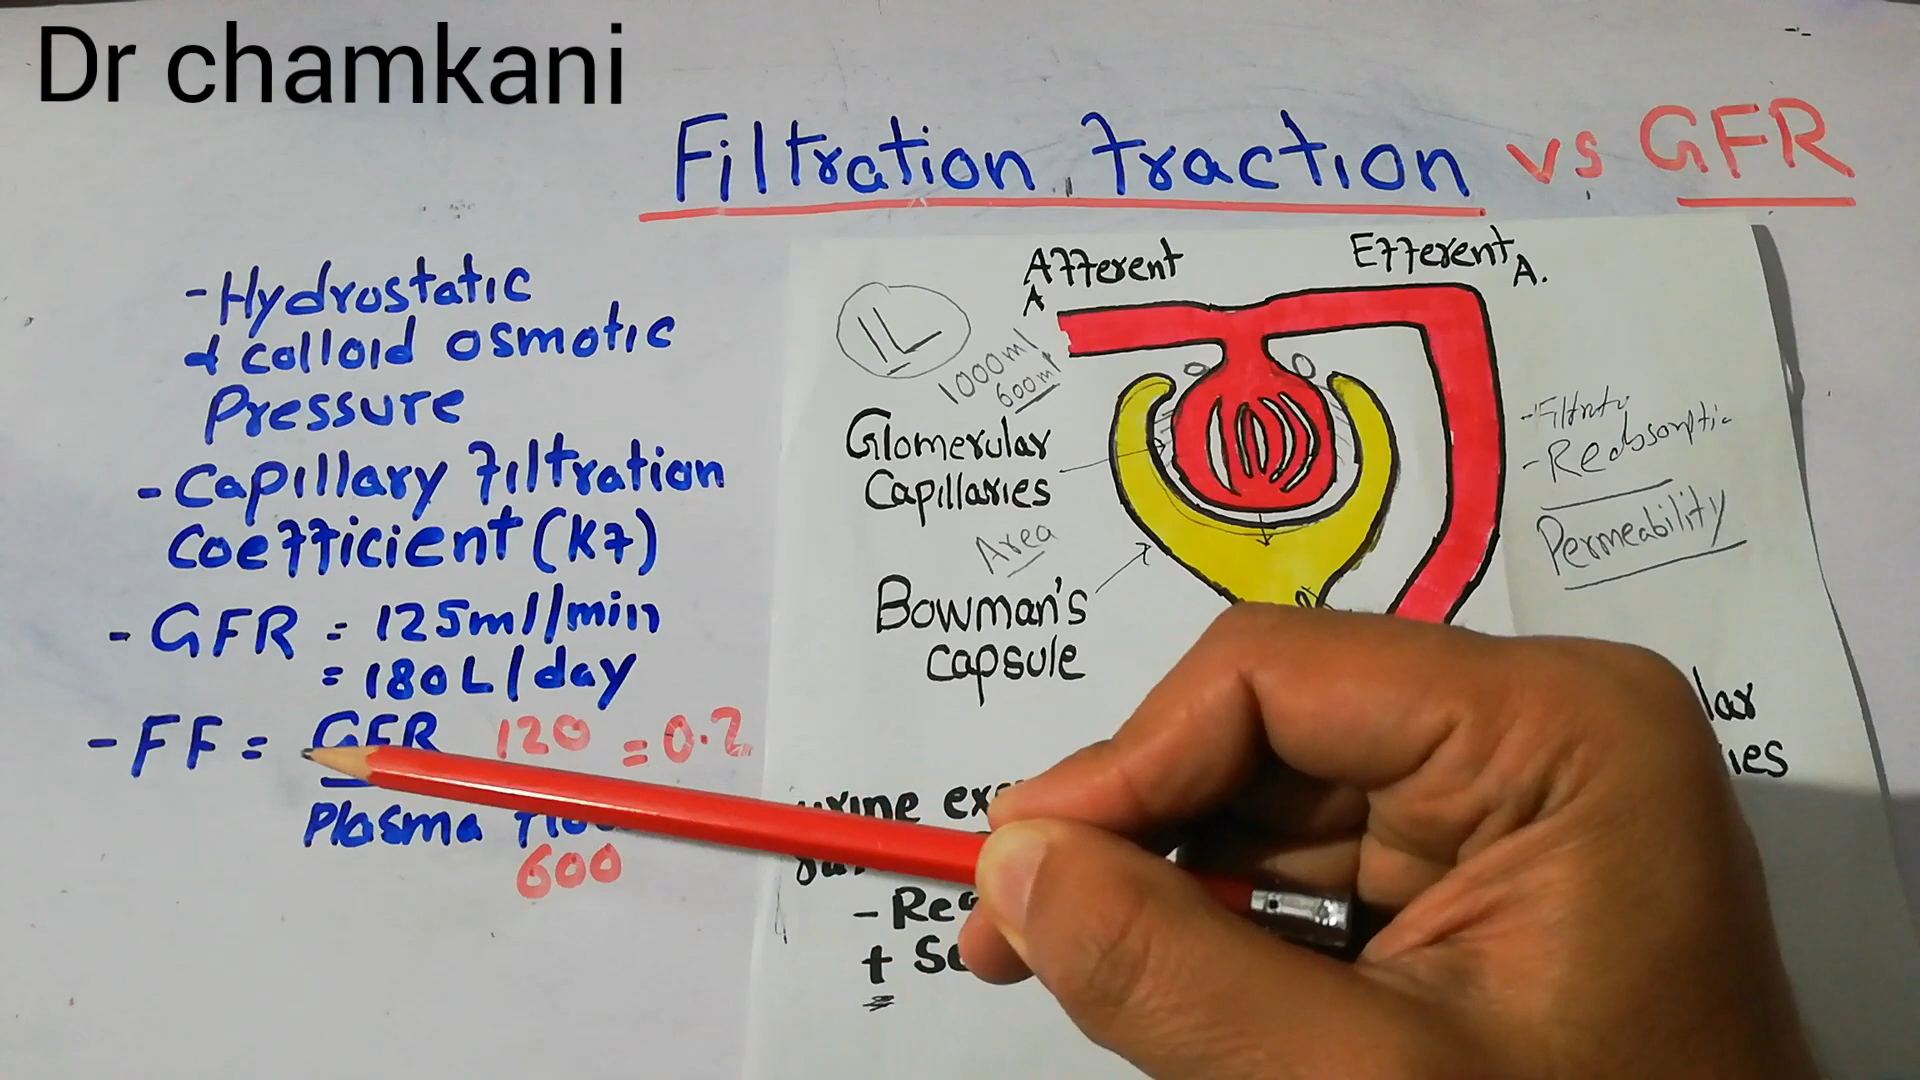 Dr chamkani
Filtration fraction vs GFR
- Hydrostatic
& colloid osmotic
Pressure
- Capillary filtration
Coefficient (Kf)
- GFR = 125ml/min
= 180L/day
- FF = GFR 120 = 0.2
Plasma
600
Afferent
A
Efferent
A.
1L
1000ml
600ml
Glomerular
Capillaries
Area
Bowman's
capsule
- Reabsorptio
Permeability